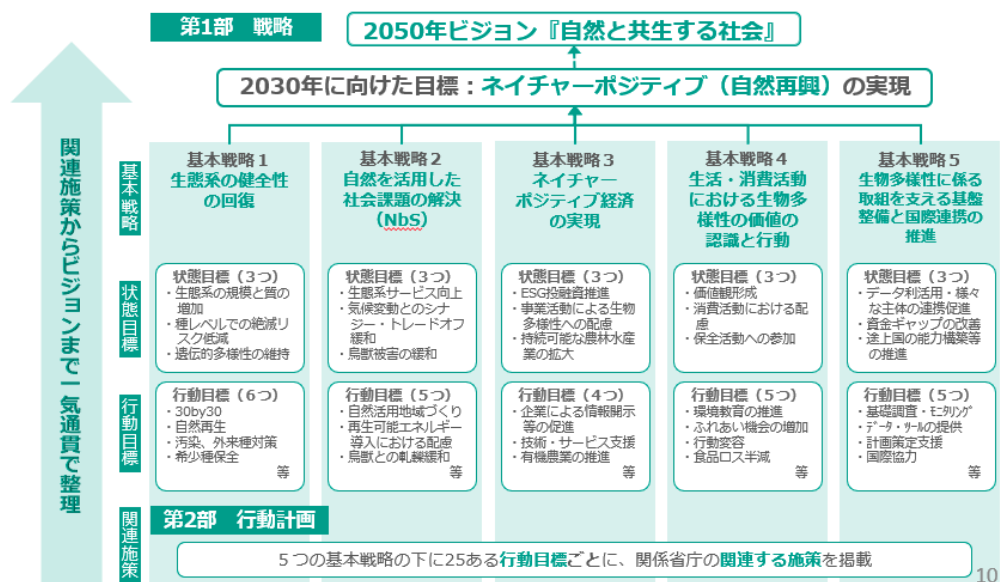 第1部 戦略
2050年ビジョン『自然と共生する社会』
2030年に向けた目標：ネイチャーポジティブ（自然再興）の実現
関連施策からビジョンまで一気通貫で整理
基本戦略
基本戦略１
生態系の健全性
の回復
基本戦略２
自然を活用した
社会課題の解決
（NbS）
基本戦略３
ネイチャー
ポジティブ経済
の実現
基本戦略４
生活・消費活動
における生物多
様性の価値の
認識と行動
基本戦略５
生物多様性に係る
取組を支える基盤
整備と国際連携の
推進
状態目標
状態目標（３つ）
・生態系の規模と質の
増加
・種レベルでの絶滅リ
スク低減
・遺伝的多様性の維持
状態目標（３つ）
・生態系サービス向上
・気候変動とのシナ
ジー・トレードオフ
緩和
・鳥獣被害の緩和
状態目標（３つ）
・ESG投融資推進
・事業活動による生物
多様性への配慮
・持続可能な農林水産
業の拡大
状態目標（３つ）
・価値観形成
・消費活動における配
慮
・保全活動への参加
状態目標（３つ）
・データ利活用・様々
な主体の連携促進
・資金ギャップの改善
・途上国の能力構築等
の推進
行動目標
行動目標（６つ）
・30by30
・自然再生
・汚染、外来種対策
・希少種保全
等
行動目標（５つ）
・自然活用地域づくり
・再生可能エネルギー
導入における配慮
・鳥獣との軋轢緩和
等
行動目標（４つ）
・企業による情報開示
等の促進
・技術・サービス支援
・有機農業の推進
等
行動目標（５つ）
・環境教育の推進
・ふれあい機会の増加
・行動変容
・食品ロス半減
等
行動目標（５つ）
・基礎調査・ﾓﾆﾀﾘﾝｸﾞ
・ﾃﾞｰﾀ・ﾂｰﾙの提供
・計画策定支援
・国際協力
等
関連施策
第2部 行動計画
５つの基本戦略の下に25ある行動目標ごとに、関係省庁の関連する施策を掲載
10